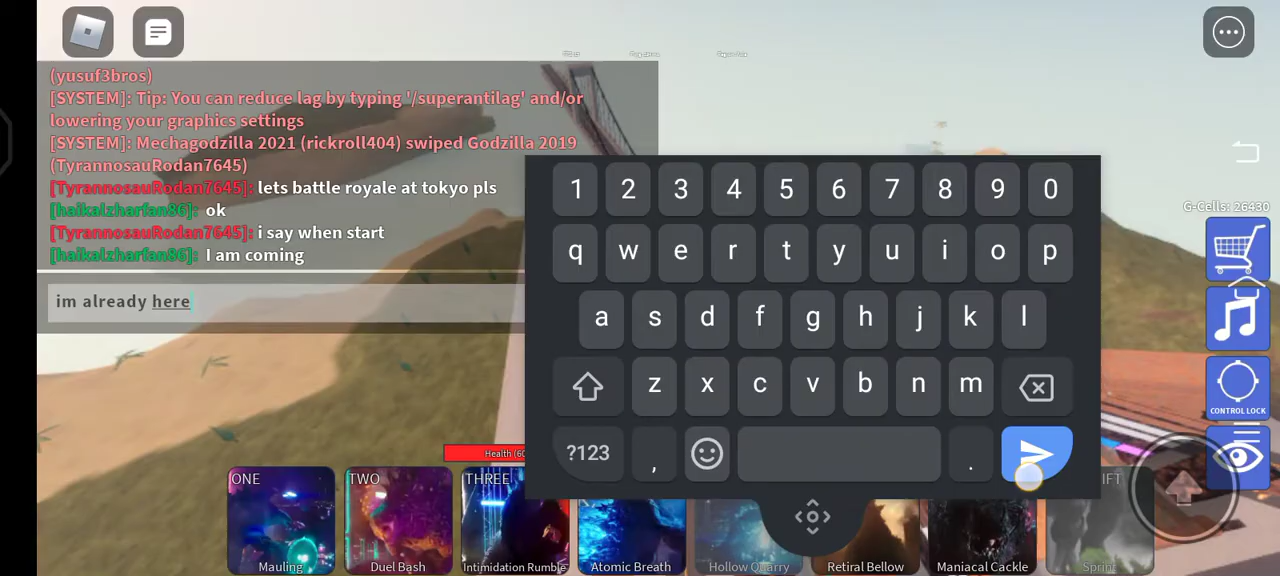 (yusuf3bros)
[SYSTEM]: Tip: You can reduce lag by typing '/superantilag' and/or
lowering your graphics settings
[SYSTEM]: Mechagodzilla 2021 (rickroll404) swiped Godzilla 2019
(TyrannosauRodan7645)
[TyrannosauRodan7645]: lets battle royale at tokyo pls
[haikalzharfan86]: ok
[TyrannosauRodan7645]: i say when start
[haikalzharfan86]: I am coming
im already here
G-Cells: 26430
1 2 3 4 5 6 7 8 9 0
q w e r t y u i o p
a s d f g h j k l
z x c v b n m
?123 , .
CONTROL LOCK
Health (60
ONE TWO THREE IFT
Mauling Duel Bash Intimidation Rumble Atomic Breath Hollow Quarry Retiral Bellow Maniacal Cackle Sprint